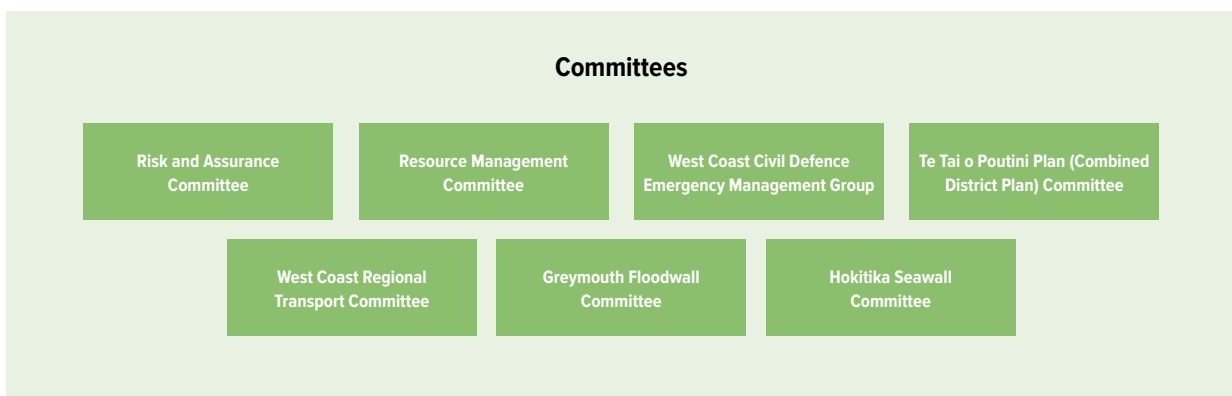 Committees
Risk and Assurance
Committee
Resource Management
Committee
West Coast Civil Defence
Emergency Management Group
Te Tai o Poutini Plan (Combined
District Plan) Committee
West Coast Regional
Transport Committee
Greymouth Floodwall
Committee
Hokitika Seawall
Committee